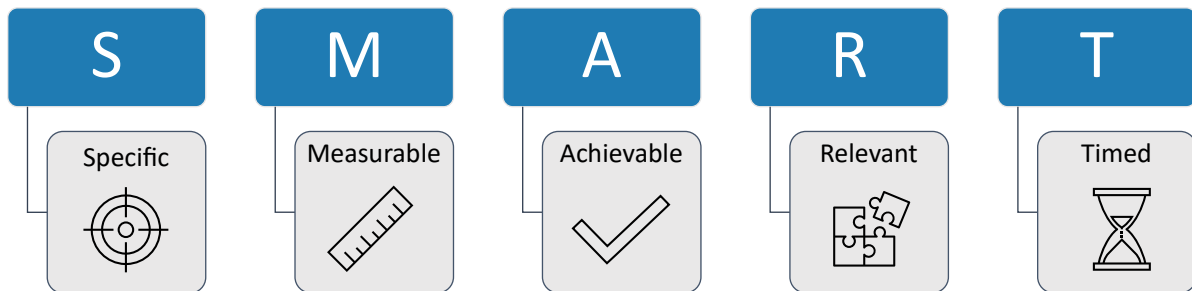 S
M
A
R
T
Specific
Measurable
Achievable
Relevant
Timed